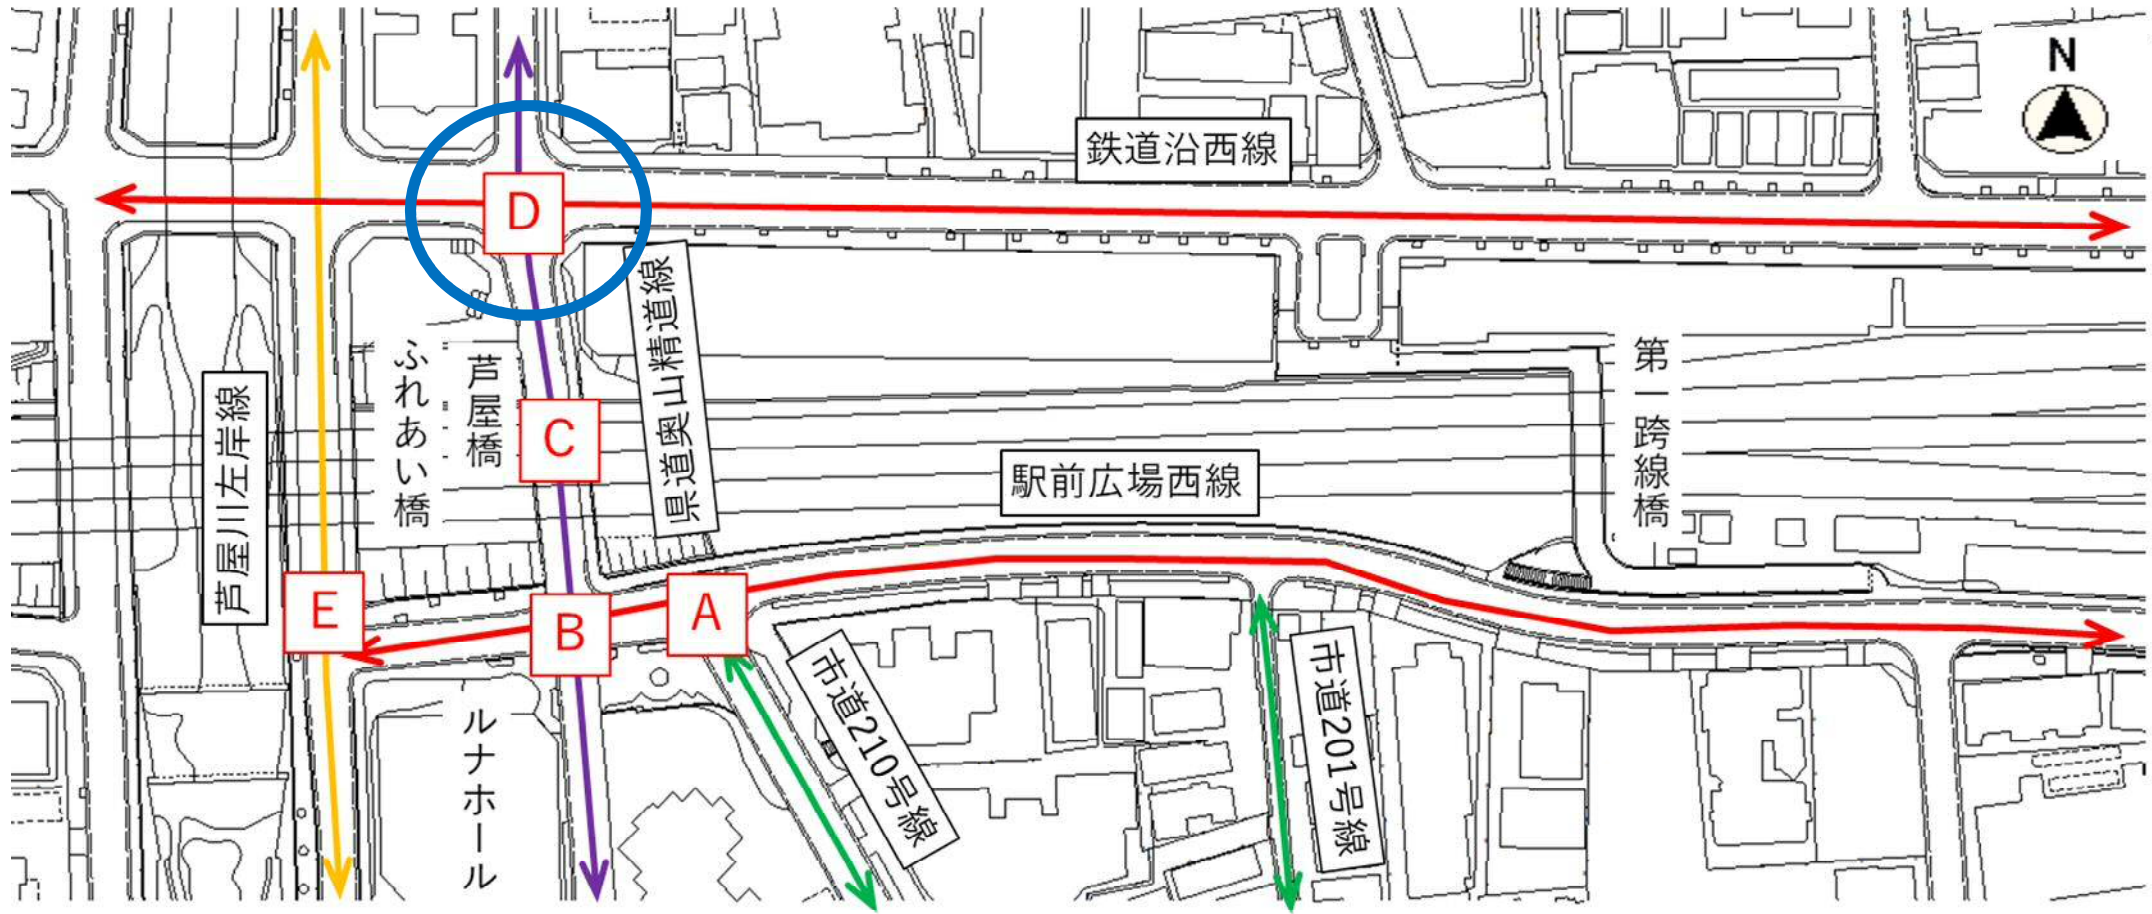 N
鉄道沿西線
D
県道奥山精道線
芦屋橋
ふれあい橋
C
芦屋川左岸線
第一跨線橋
駅前広場西線
E
B
A
市道210号線
市道201号線
ルナホール